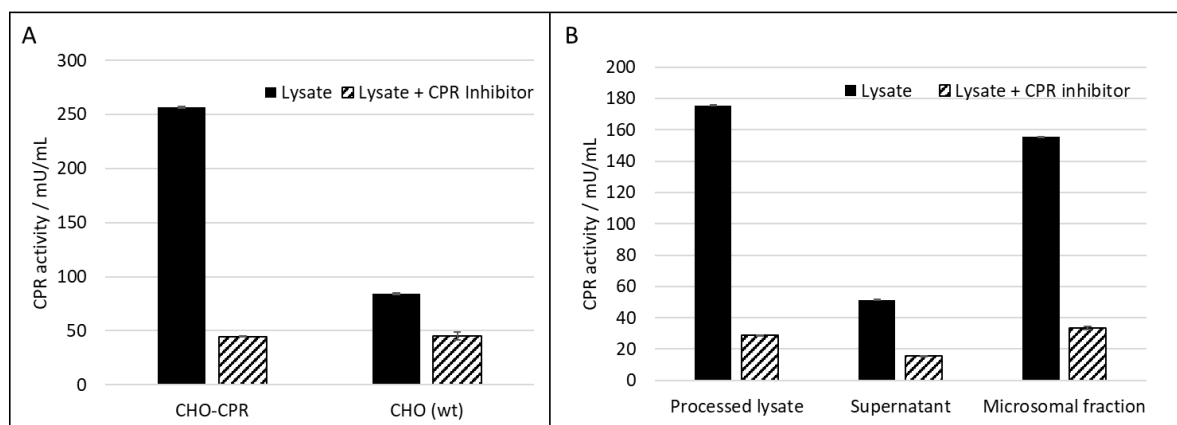 A
CPR activity / mU/mL
300
250
200
150
100
50
0
Lysate
Lysate + CPR Inhibitor
CHO-CPR
CHO (wt)
B
CPR activity / mU/mL
200
180
160
140
120
100
80
60
40
20
0
Lysate
Lysate + CPR inhibitor
Processed lysate
Supernatant
Microsomal fraction